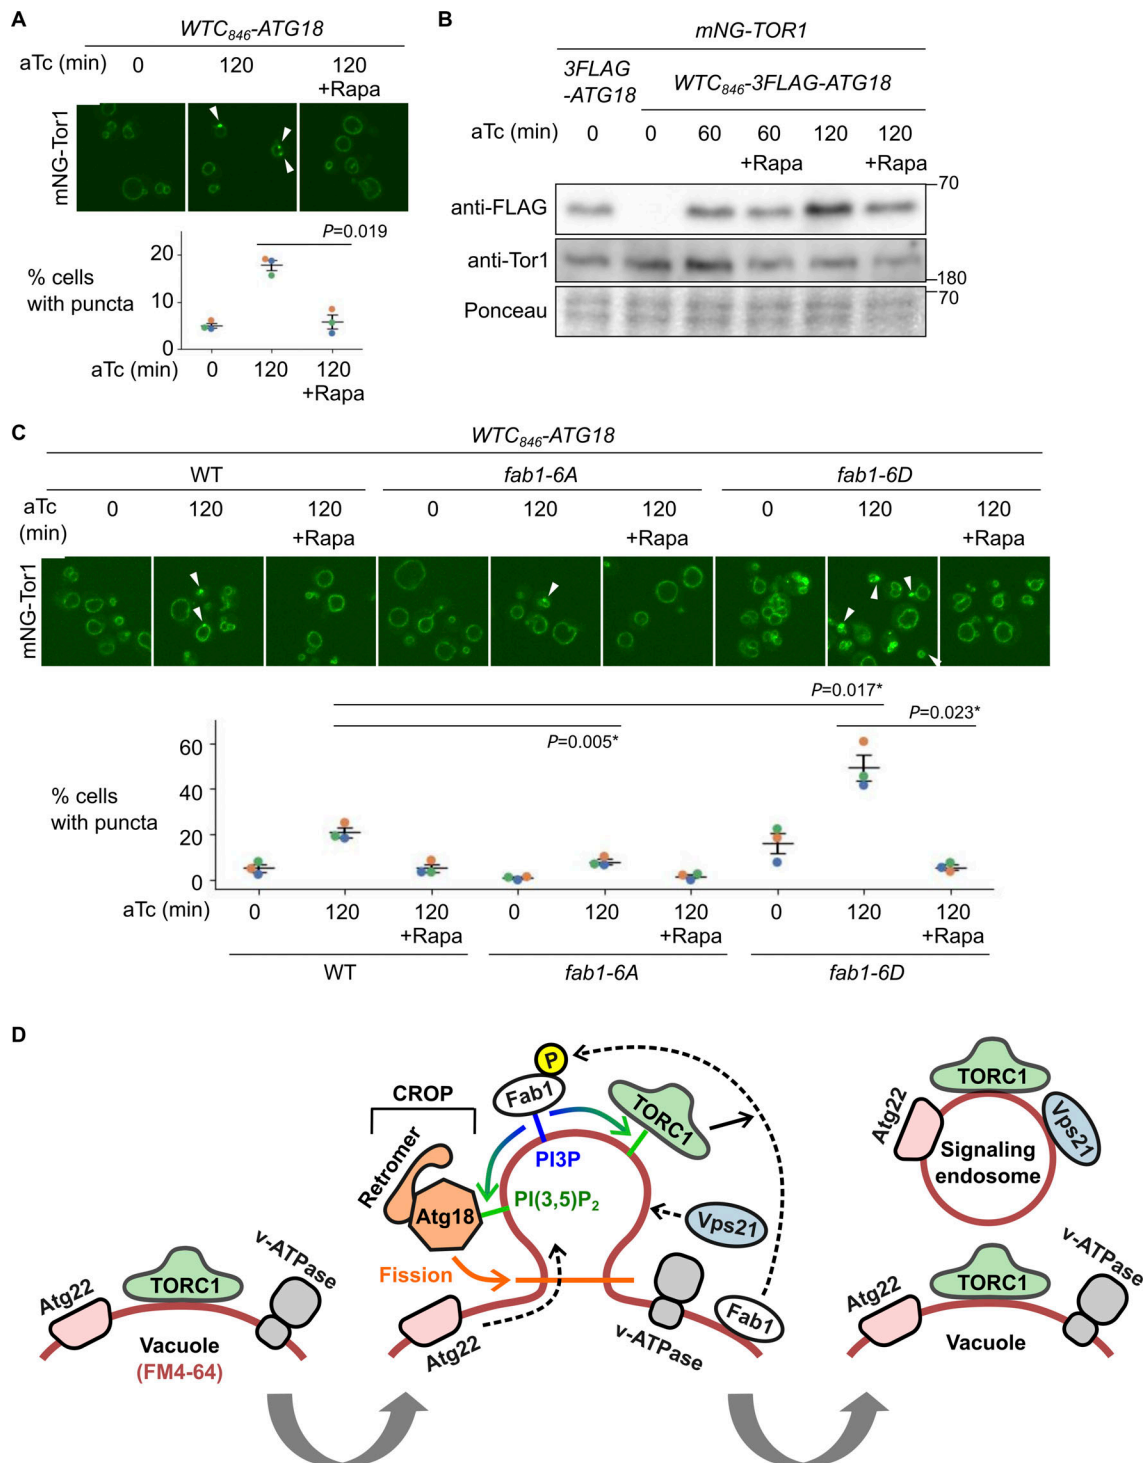 A
WTC846-ATG18
aTc (min) 0 120 120
+Rapa
mNG-Tor1
P=0.019
20
% cells
with puncta
10
0
aTc (min) 0 120 120
+Rapa
B
mNG-TOR1
3FLAG
-ATG18
WTC846-3FLAG-ATG18
aTc (min) 0 0 60 60 120 120
+Rapa +Rapa
70
anti-FLAG
anti-Tor1
180
70
Ponceau
C
WTC846-ATG18
WT fab1-6A fab1-6D
aTc
(min)
0 120 120 0 120 120 0 120 120
+Rapa +Rapa +Rapa
mNG-Tor1
P=0.017*
P=0.023*
P=0.005*
60
40
% cells
with puncta
20
0
aTc (min) 0 120 120 0 120 120 0 120 120
+Rapa +Rapa +Rapa
WT fab1-6A fab1-6D
D
Atg22
TORC1
v-ATPase
Vacuole
(FM4-64)
CROP
Retromer
Atg18
P
Fab1
TORC1
PI3P
PI(3,5)P2
Vps21
Fission
Atg22
v-ATPase
Fab1
TORC1
Atg22
Vps21
Signaling
endosome
Atg22
TORC1
v-ATPase
Vacuole